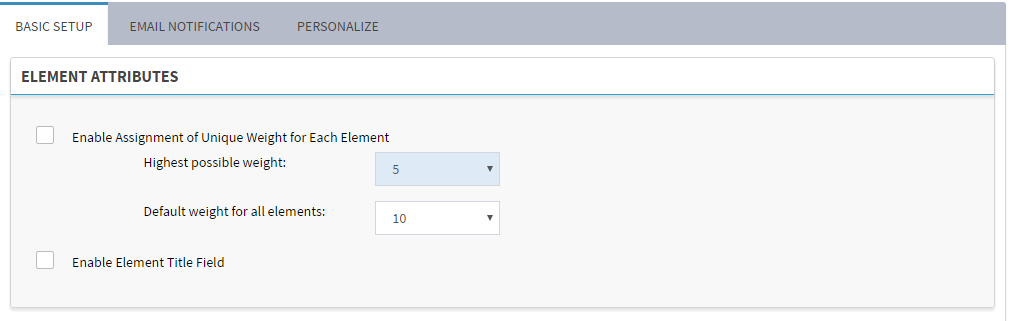 BASIC SETUP EMAIL NOTIFICATIONS PERSONALIZE
ELEMENT ATTRIBUTES
Enable Assignment of Unique Weight for Each Element
Highest possible weight: 5
Default weight for all elements: 10
Enable Element Title Field